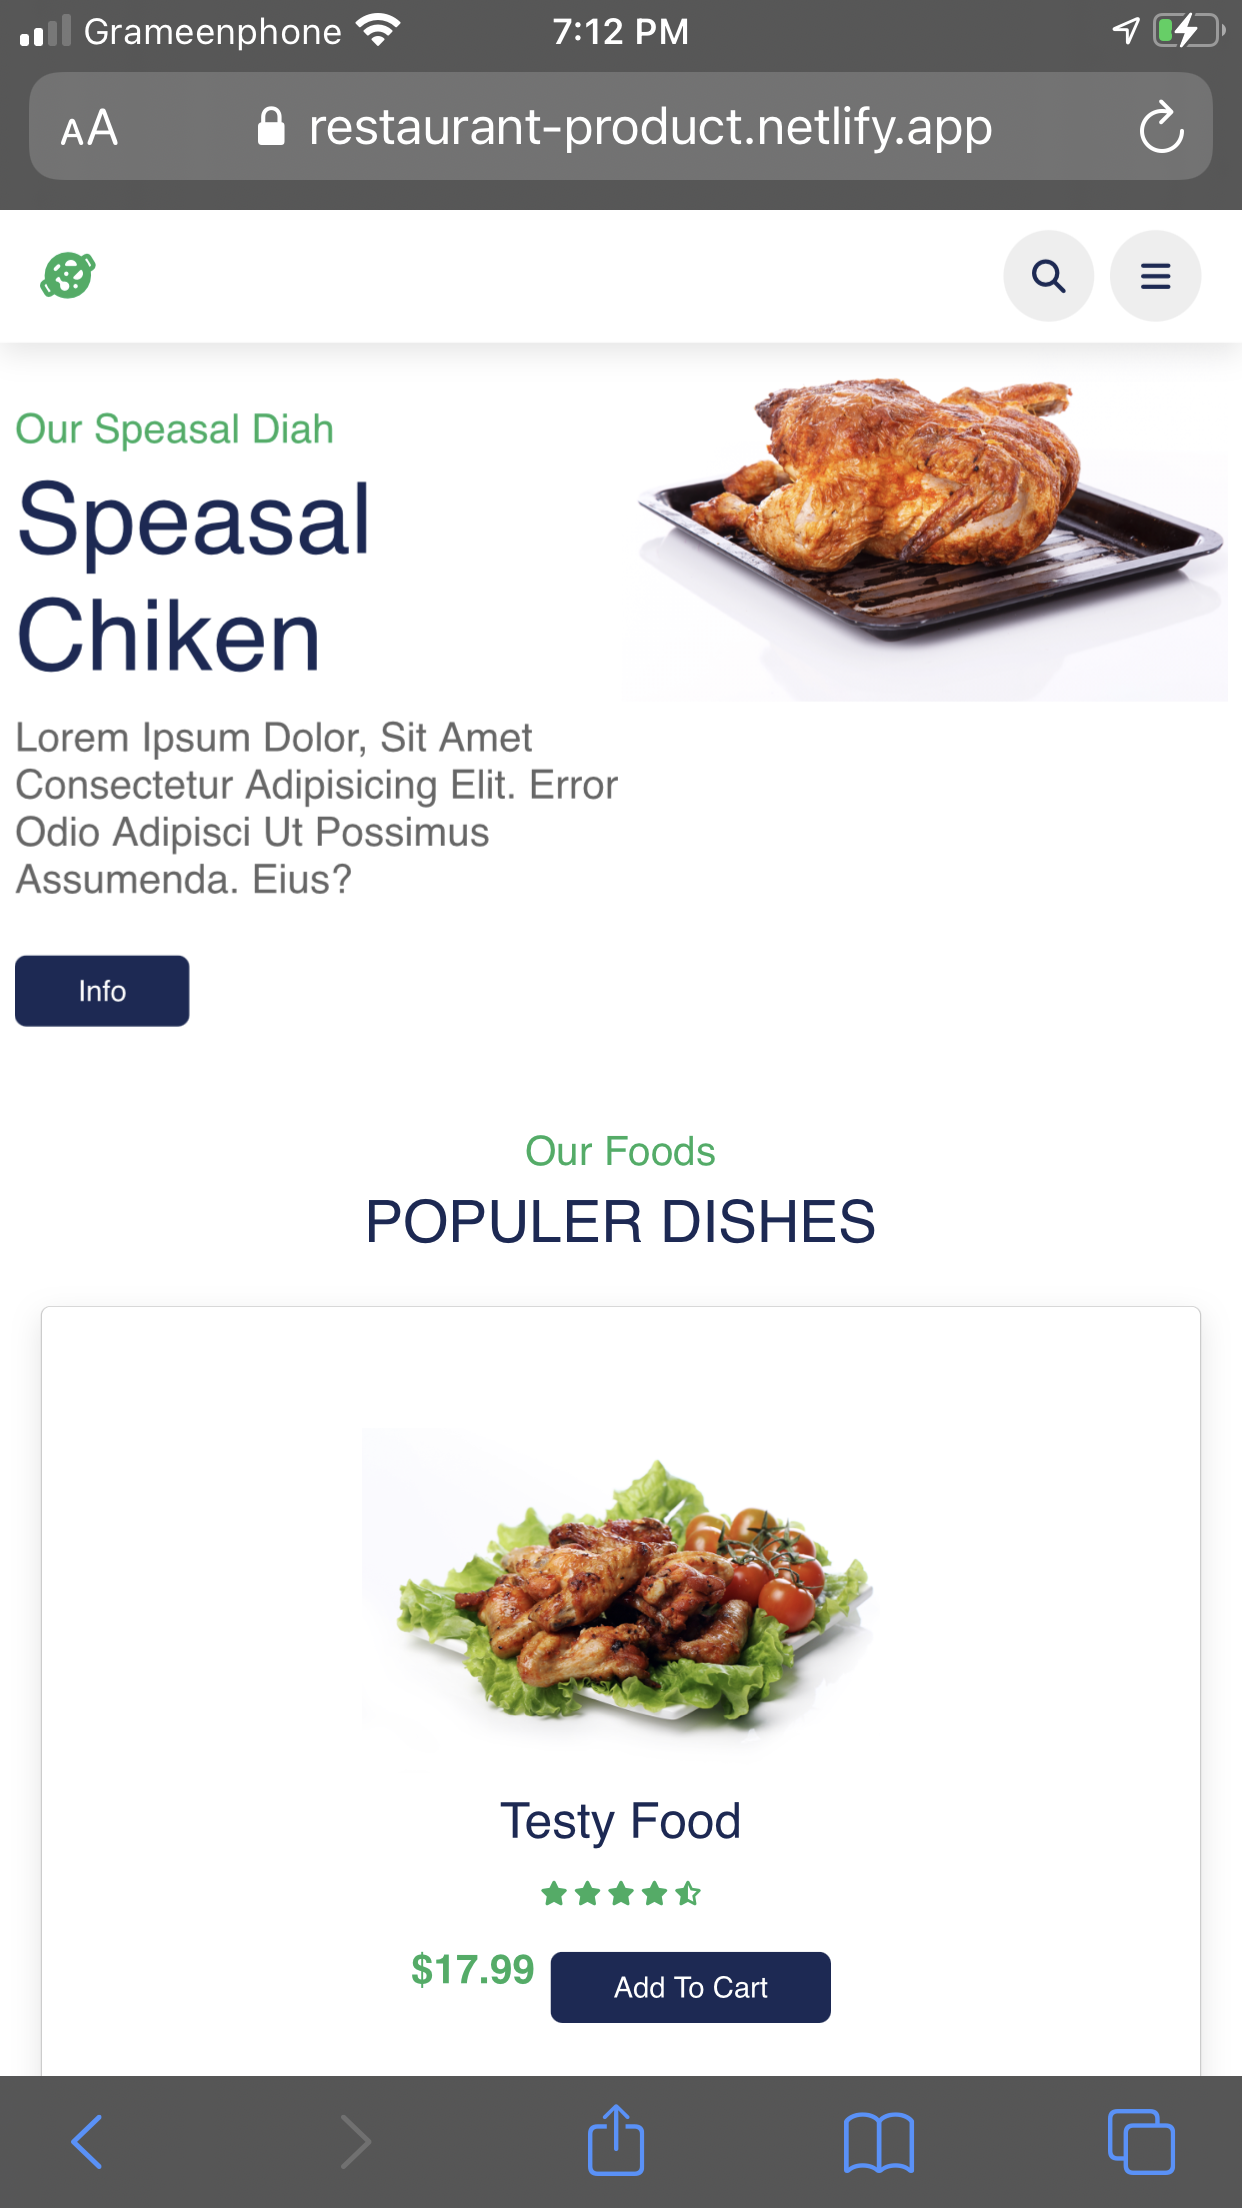 Grameenphone 7:12 PM
AA restaurant-product.netlify.app
Our Speasal Diah
Speasal
Chiken
Lorem Ipsum Dolor, Sit Amet
Consectetur Adipisicing Elit. Error
Odio Adipisci Ut Possimus
Assumenda. Eius?
Info
Our Foods
POPULER DISHES
Testy Food
$17.99 Add To Cart